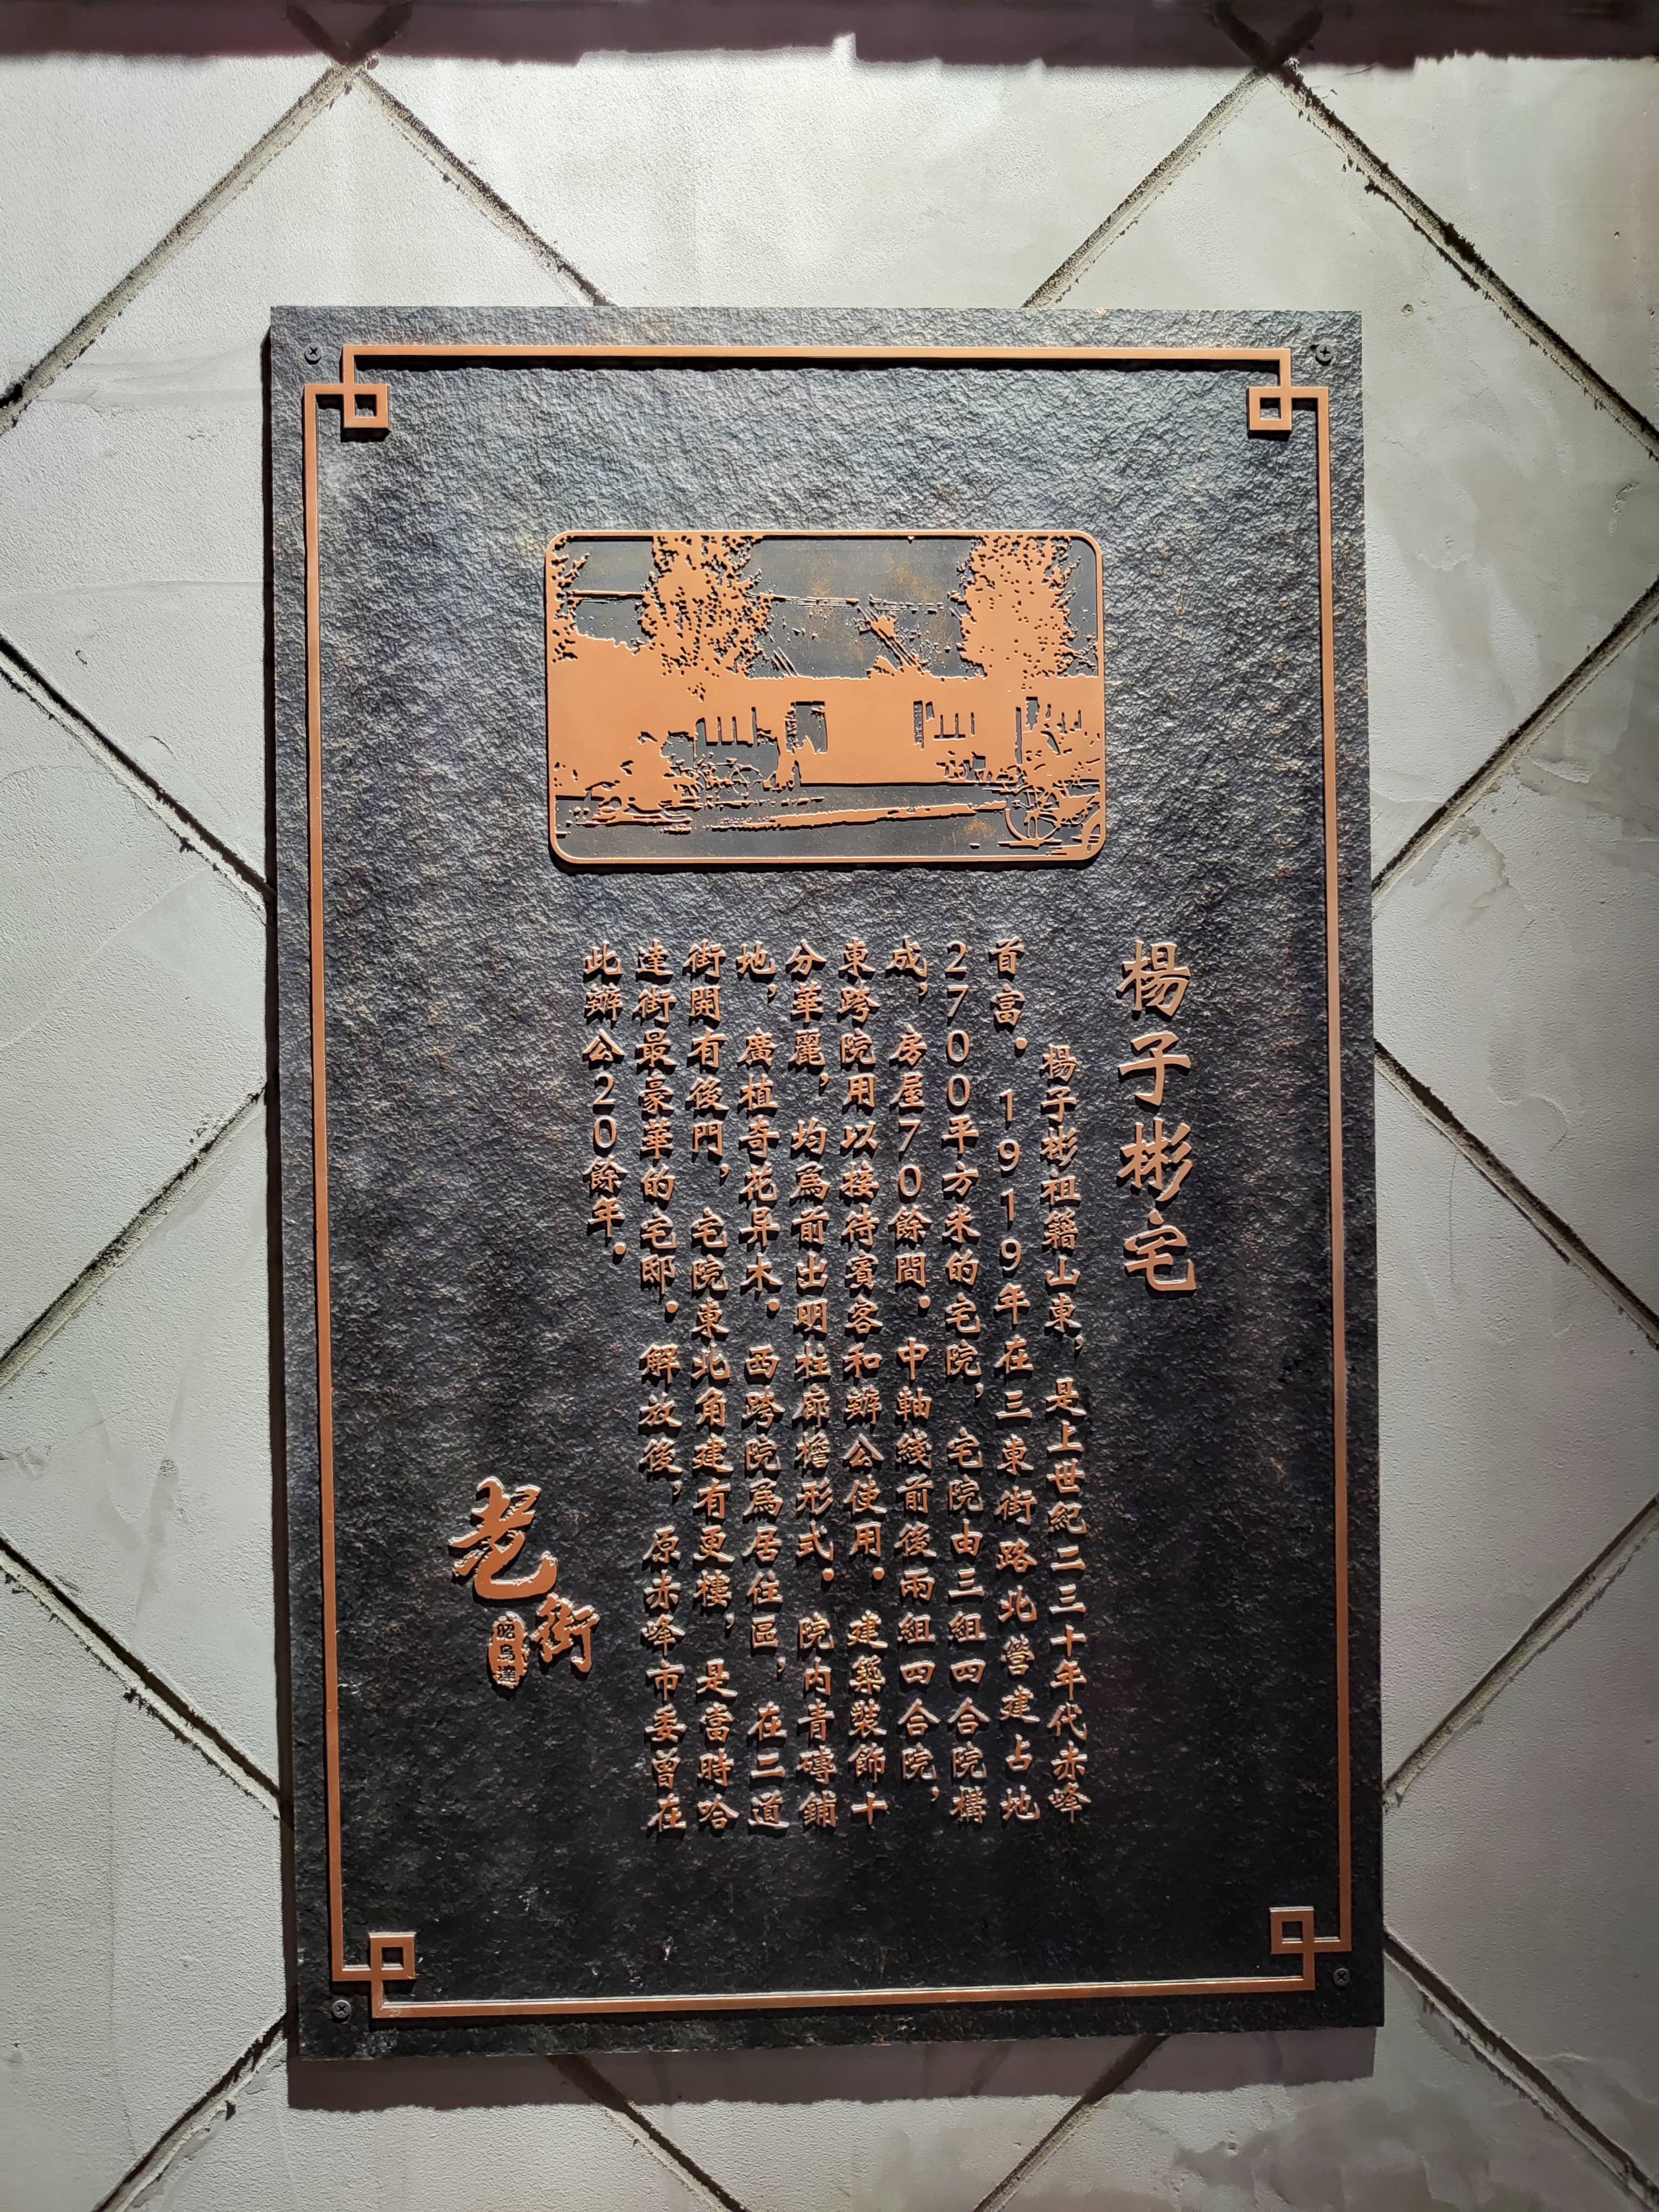 楊子彬宅
楊子彬祖籍山東，是上世紀二三十年代赤峰
首富．1919年在三東街路北營建占地
2700平方米的宅院，宅院由三組四合院構
成，房屋70餘間．中軸綫前後兩組四合院，
東跨院用以接待賓客和辦公使用．建築裝飾十
分華麗，均為前出明柱廊檐形式．院内青磚鋪
地，廣植奇花异木．西跨院為居住區，在二道
街開有後門，宅院東北角建有更樓，是當時哈
達街最豪華的宅邸．解放後，原赤峰市委曾在
此辦公20餘年．
老街
昭烏達